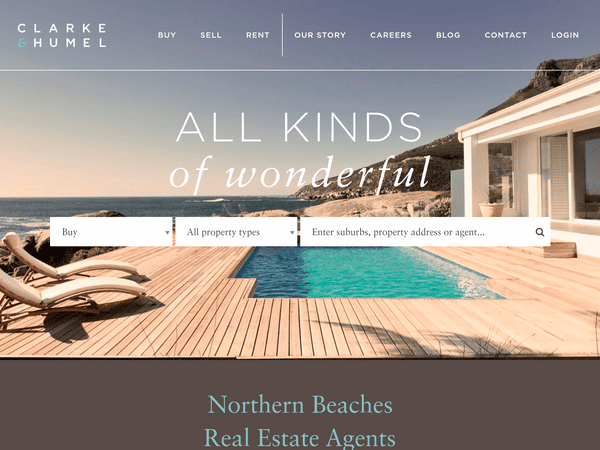 CLARKE
& HUMEL
BUY SELL RENT OUR STORY CAREERS BLOG CONTACT LOGIN
ALL KINDS
of wonderful
Buy All property types Enter suburbs, property address or agent...
Northern Beaches
Real Estate Agents